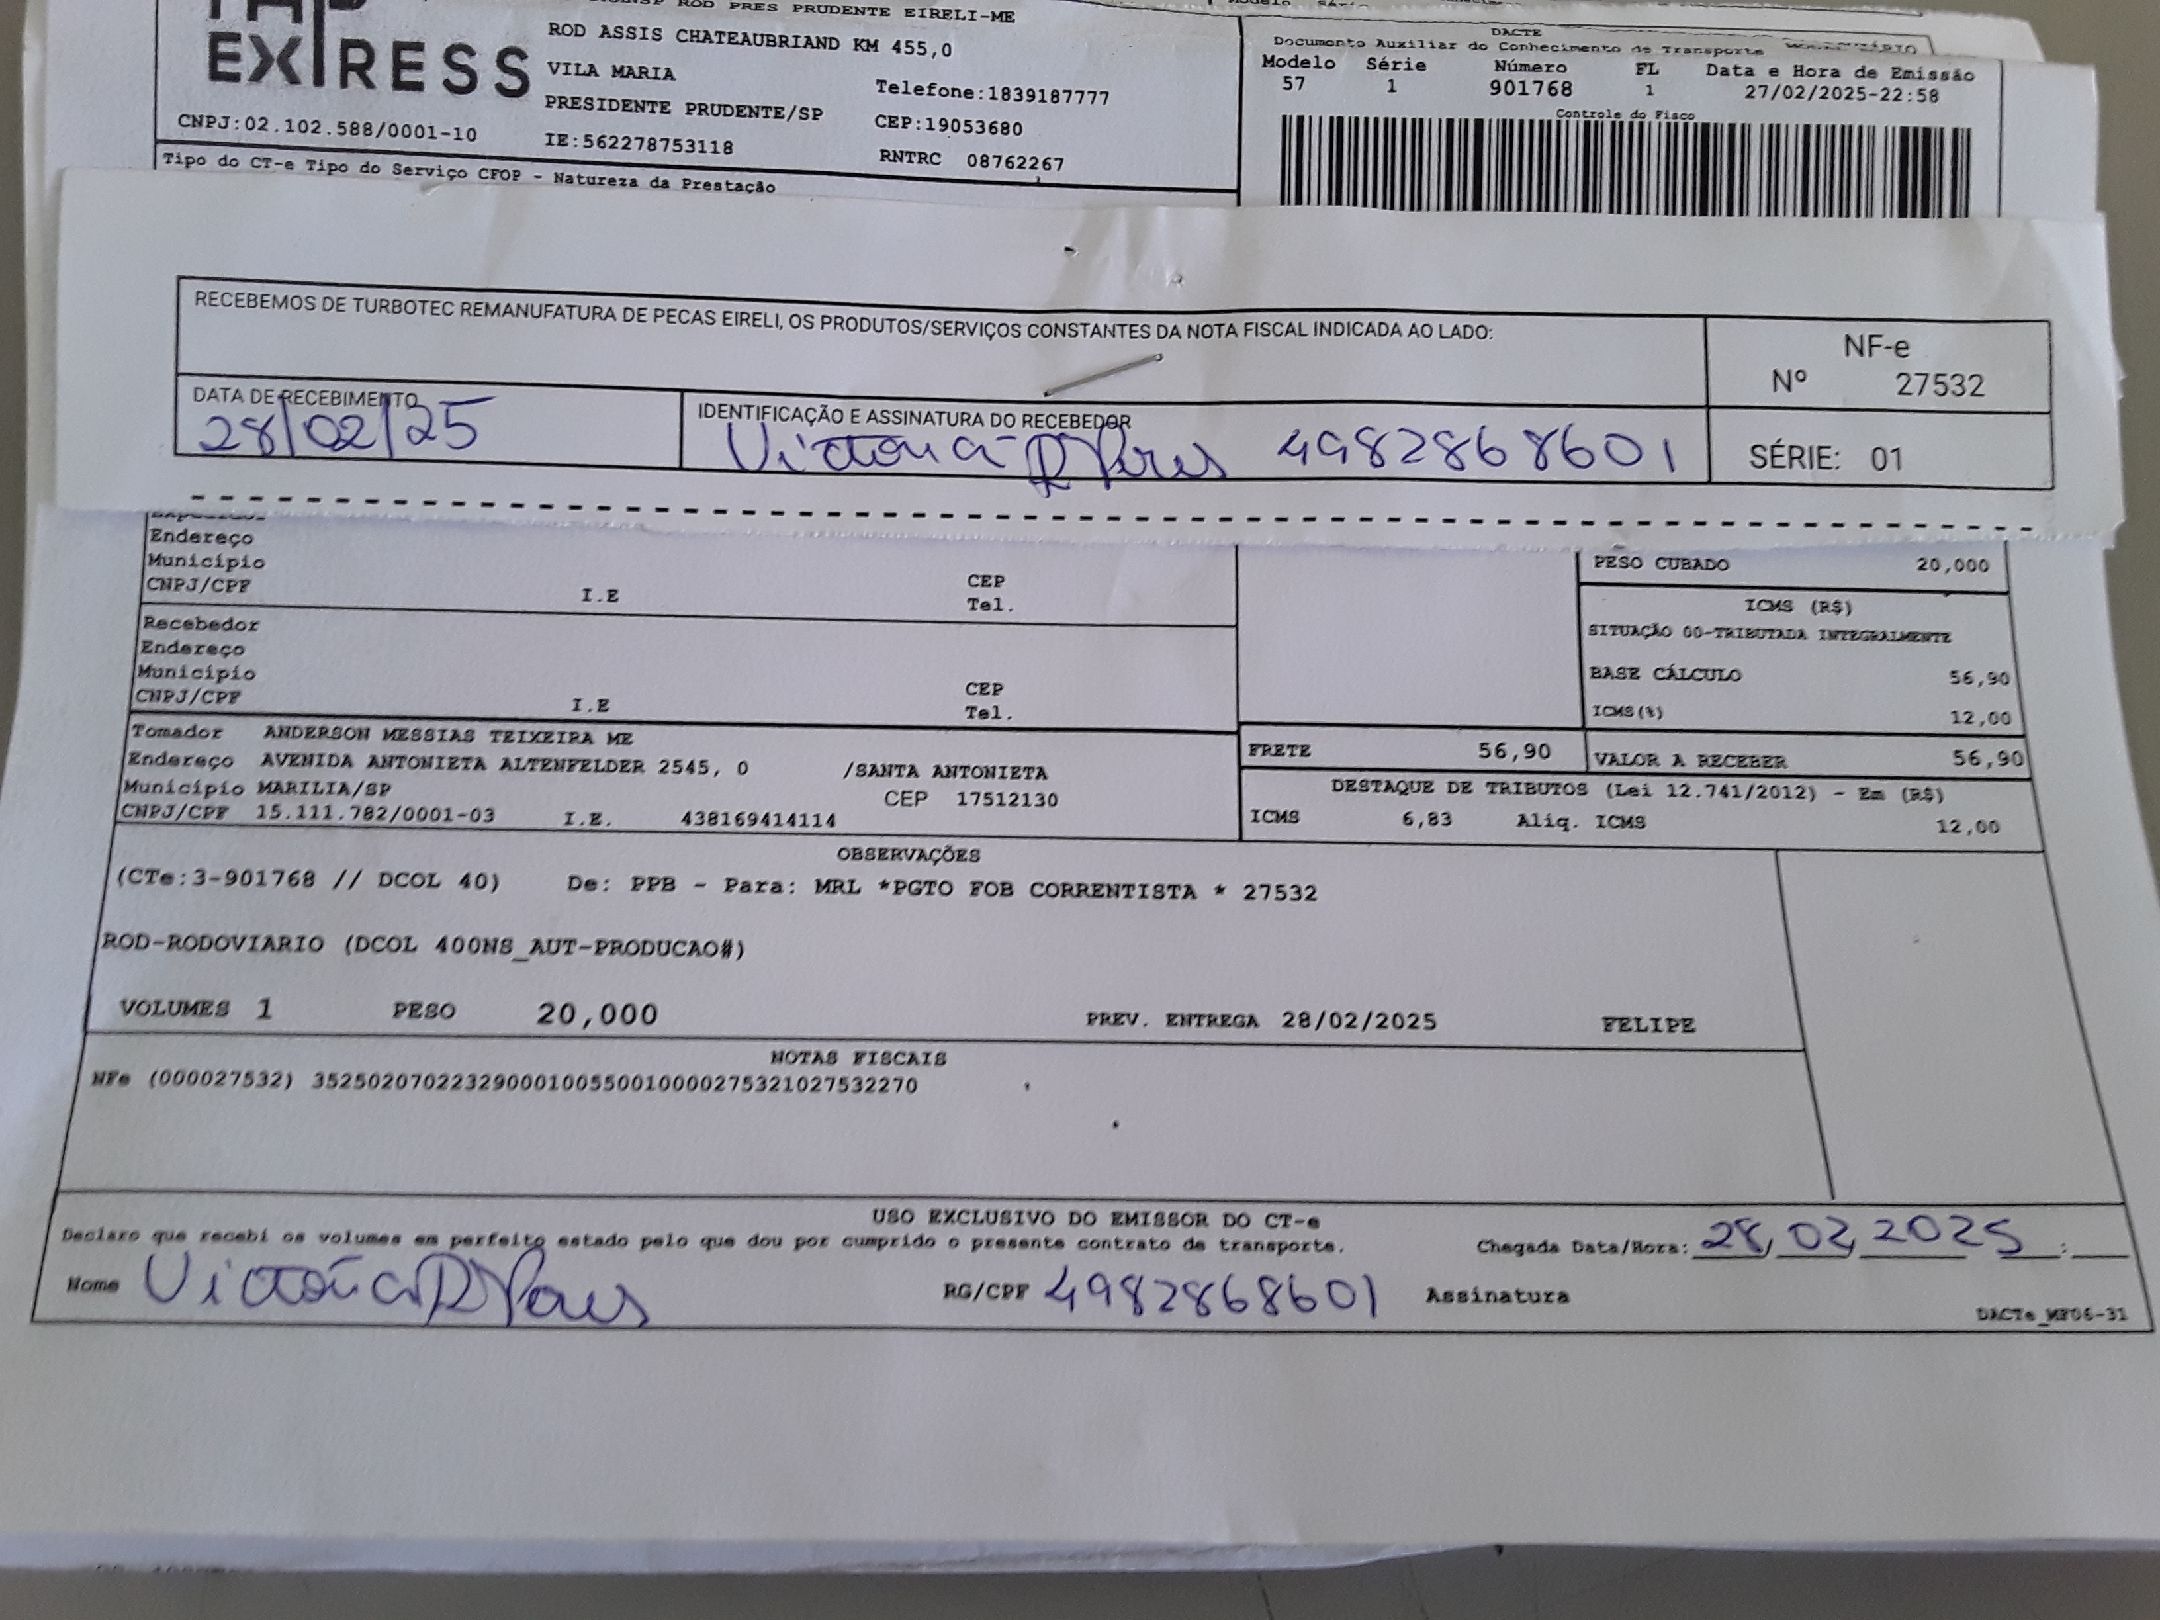 EXPRESS
ROD PRES PRUDENTE EIRELI-ME
ROD ASSIS CHATEAUBRIAND KM 455,0
VILA MARIA
Telefone:1839187777
PRESIDENTE PRUDENTE/SP
CEP:19053680
CNPJ:02.102.588/0001-10
IE:562278753118
RNTRC 08762267
Tipo do CT-e Tipo do Serviço CFOP - Natureza da Prestação
DACTE
Documento Auxiliar do Conhecimento de Transporte
Modelo Série Número FL Data e Hora de Emissão
57 1 901768 1 27/02/2025-22:58
Controle do Fisco
RECEBEMOS DE TURBOTEC REMANUFATURA DE PECAS EIRELI, OS PRODUTOS/SERVIÇOS CONSTANTES DA NOTA FISCAL INDICADA AO LADO:
NF-e
Nº 27532
SÉRIE: 01
DATA DE RECEBIMENTO
28/02/25
IDENTIFICAÇÃO E ASSINATURA DO RECEBEDOR
Victoria 4982868601
Endereço
Município
CNPJ/CPF I.E CEP
Tel.
Recebedor
Endereço
Município
CNPJ/CPF I.E CEP
Tel.
PESO CUBADO 20,000
ICMS (R$)
SITUAÇÃO 00-TRIBUTADA INTEGRALMENTE
BASE CÁLCULO 56,90
ICMS(%) 12,00
Tomador ANDERSON MESSIAS TEIXEIRA ME
Endereço AVENIDA ANTONIETA ALTENFELDER 2545, 0 /SANTA ANTONIETA
Município MARILIA/SP CEP 17512130
CNPJ/CPF 15.111.782/0001-03 I.E. 438169414114
FRETE 56,90 VALOR A RECEBER 56,90
DESTAQUE DE TRIBUTOS (Lei 12.741/2012) - Em (R$)
ICMS 6,83 Aliq. ICMS 12,00
OBSERVAÇÕES
(CTe:3-901768 // DCOL 40) De: PPB - Para: MRL *PGTO FOB CORRENTISTA * 27532
ROD-RODOVIARIO (DCOL 400NS_AUT-PRODUCAO#)
VOLUMES 1 PESO 20,000 PREV. ENTREGA 28/02/2025 FELIPE
NOTAS FISCAIS
NFe (000027532) 35250207022329000100550010000275321027532270
USO EXCLUSIVO DO EMISSOR DO CT-e
Declaro que recebi os volumes em perfeito estado pelo que dou por cumprido o presente contrato de transporte.
Chegada Data/Hora: 28/02/2025 :
Nome Victoria RG/CPF 4982868601 Assinatura
DACTe_MF06-31